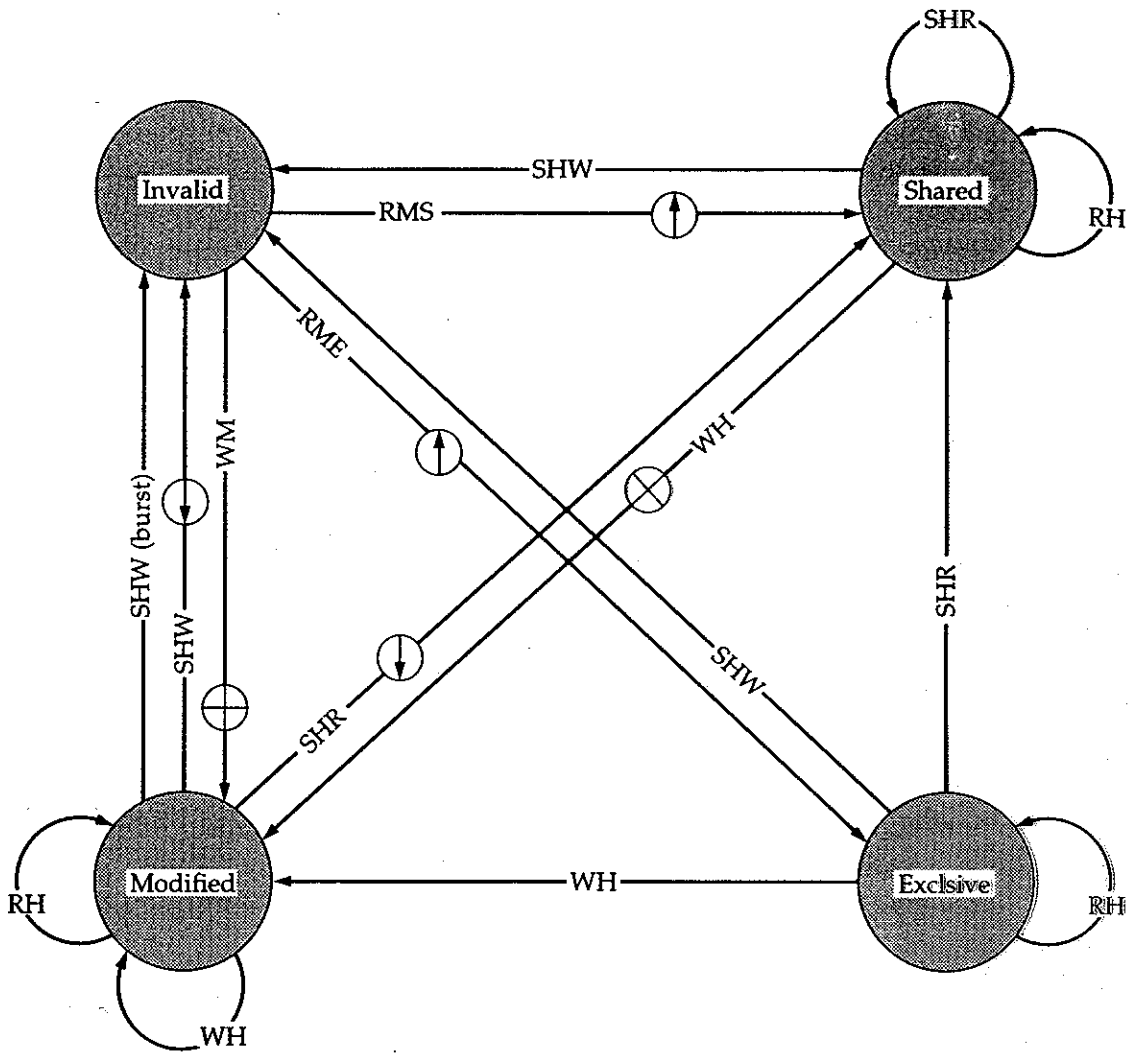 SHR
SHW
Invalid
Shared
RMS
RH
RME
WM
WH
SHW (burst)
SHW
SHR
SHW
SHR
Modified
WH
Exclsive
RH
RH
WH